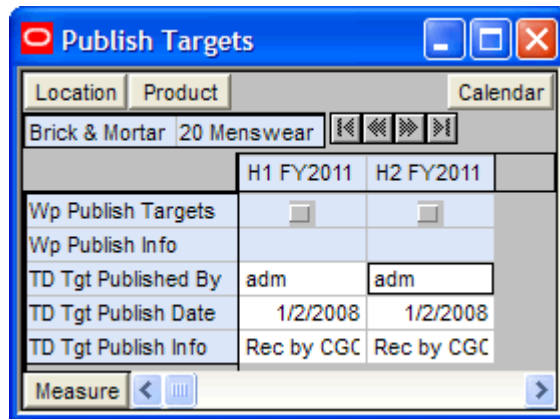 Publish Targets
Location Product Calendar
Brick & Mortar 20 Menswear
H1 FY2011 H2 FY2011
Wp Publish Targets
Wp Publish Info
TD Tgt Published By adm adm
TD Tgt Publish Date 1/2/2008 1/2/2008
TD Tgt Publish Info Rec by CGC Rec by CGC
Measure